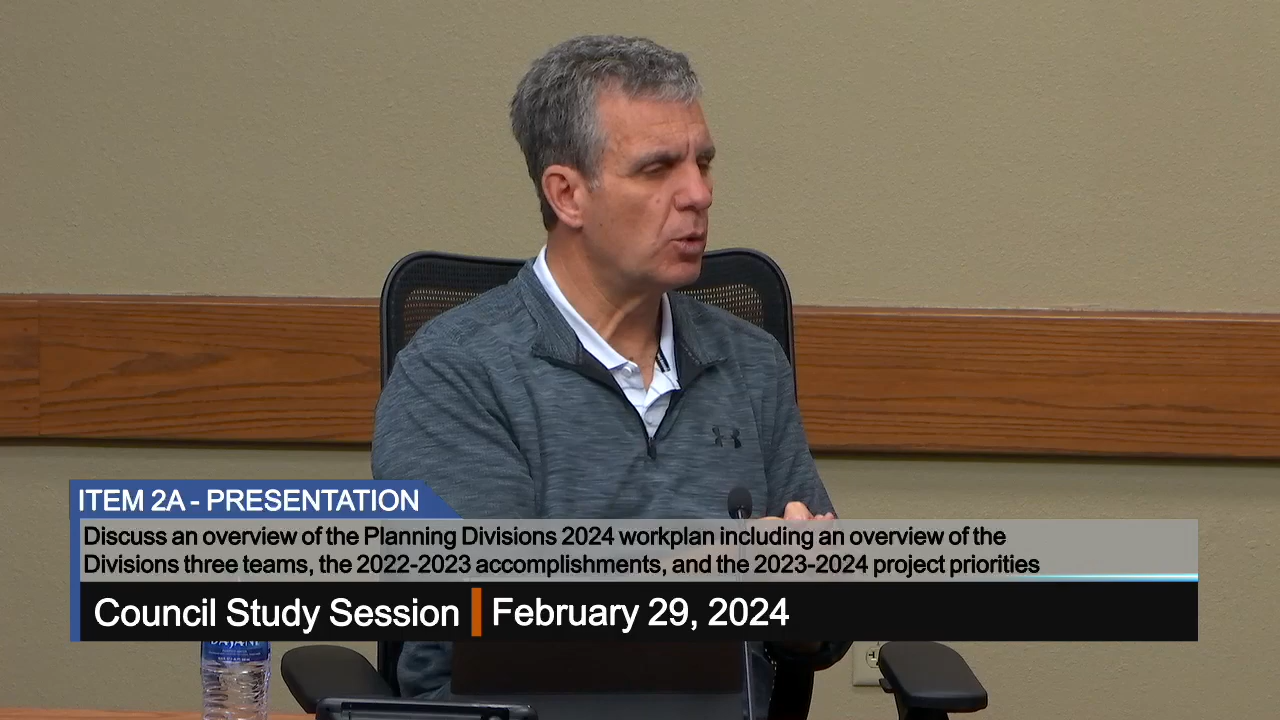 ITEM 2A - PRESENTATION
Discuss an overview of the Planning Divisions 2024 workplan including an overview of the
Divisions three teams, the 2022-2023 accomplishments, and the 2023-2024 project priorities
Council Study Session
February 29, 2024
DASANI